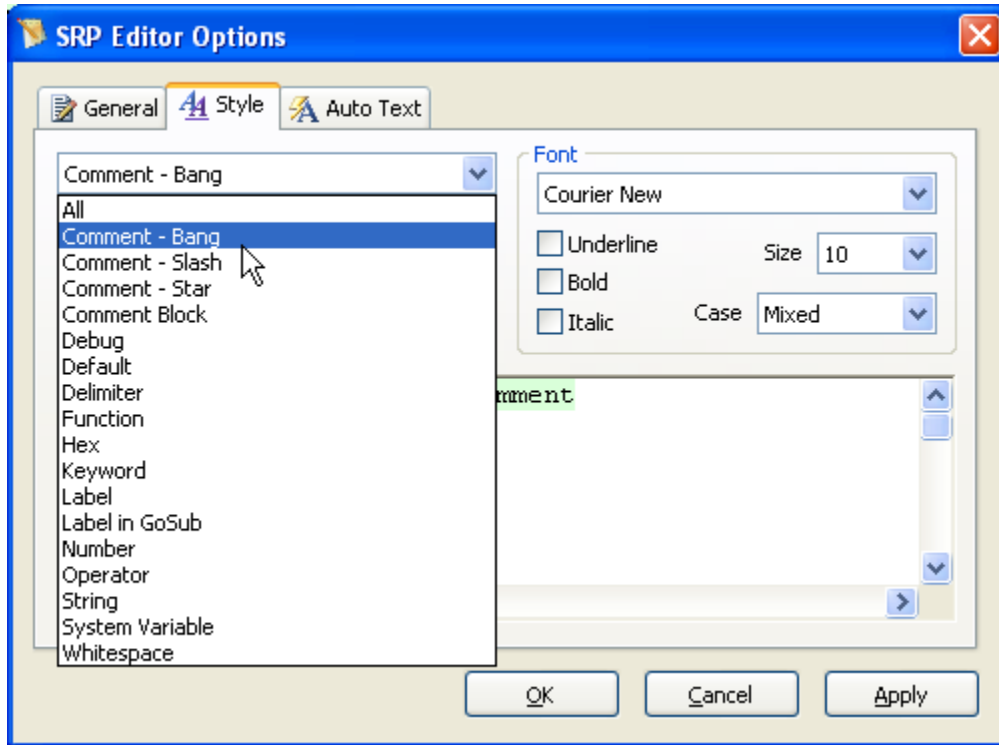 SRP Editor Options
General Style Auto Text
Comment - Bang
All
Comment - Bang
Comment - Slash
Comment - Star
Comment Block
Debug
Default
Delimiter
Function
Hex
Keyword
Label
Label in GoSub
Number
Operator
String
System Variable
Whitespace
Font
Courier New
Underline
Size 10
Bold
Italic
Case Mixed
mment
OK Cancel Apply